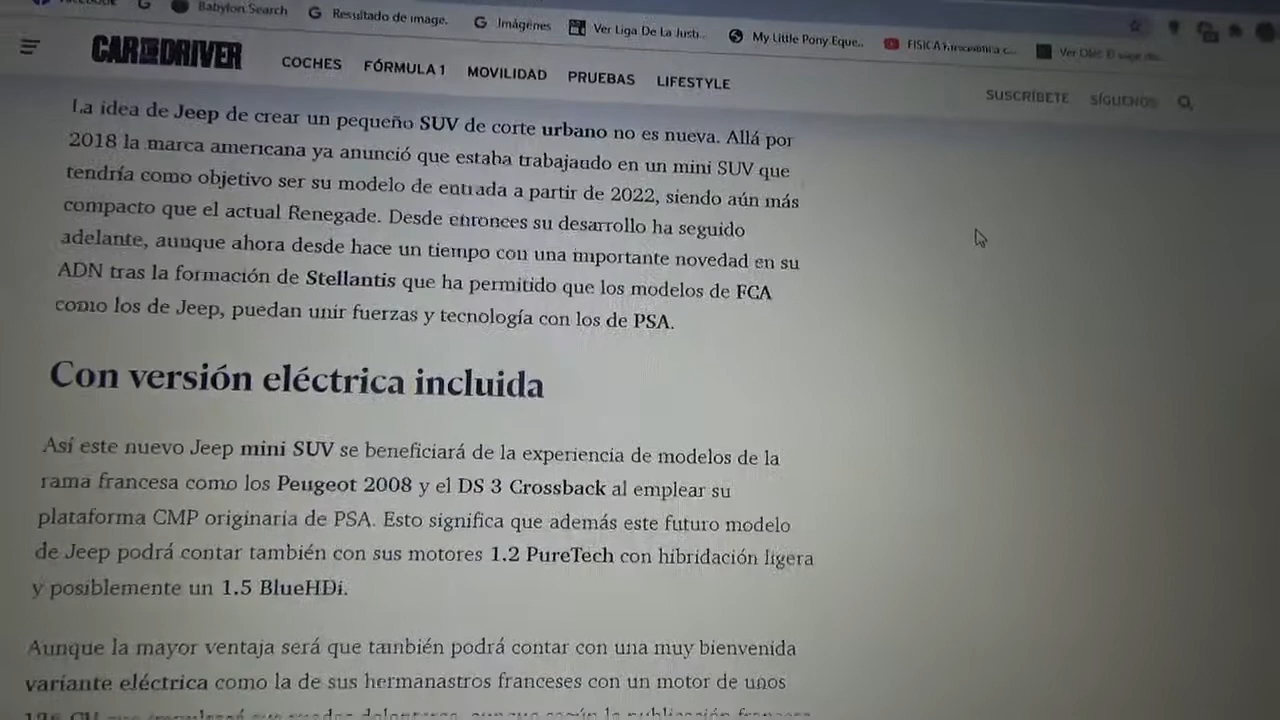 Babylon Search
Resultado de image.
Imágenes
Ver Liga De La Justi...
My Little Pony Eque...
CAR AND DRIVER
COCHES
FÓRMULA 1
MOVILIDAD
PRUEBAS
LIFESTYLE
SUSCRÍBETE
SÍGUENOS
La idea de Jeep de crear un pequeño SUV de corte urbano no es nueva. Allá por
2018 la marca americana ya anunció que estaba trabajando en un mini SUV que
tendría como objetivo ser su modelo de entrada a partir de 2022, siendo aún más
compacto que el actual Renegade. Desde entonces su desarrollo ha seguido
adelante, aunque ahora desde hace un tiempo con una importante novedad en su
ADN tras la formación de Stellantis que ha permitido que los modelos de FCA
como los de Jeep, puedan unir fuerzas y tecnología con los de PSA.
Con versión eléctrica incluida
Así este nuevo Jeep mini SUV se beneficiará de la experiencia de modelos de la
rama francesa como los Peugeot 2008 y el DS 3 Crossback al emplear su
plataforma CMP originaria de PSA. Esto significa que además este futuro modelo
de Jeep podrá contar también con sus motores 1.2 PureTech con hibridación ligera
y posiblemente un 1.5 BlueHDi.
Aunque la mayor ventaja será que también podrá contar con una muy bienvenida
variante eléctrica como la de sus hermanastros franceses con un motor de unos